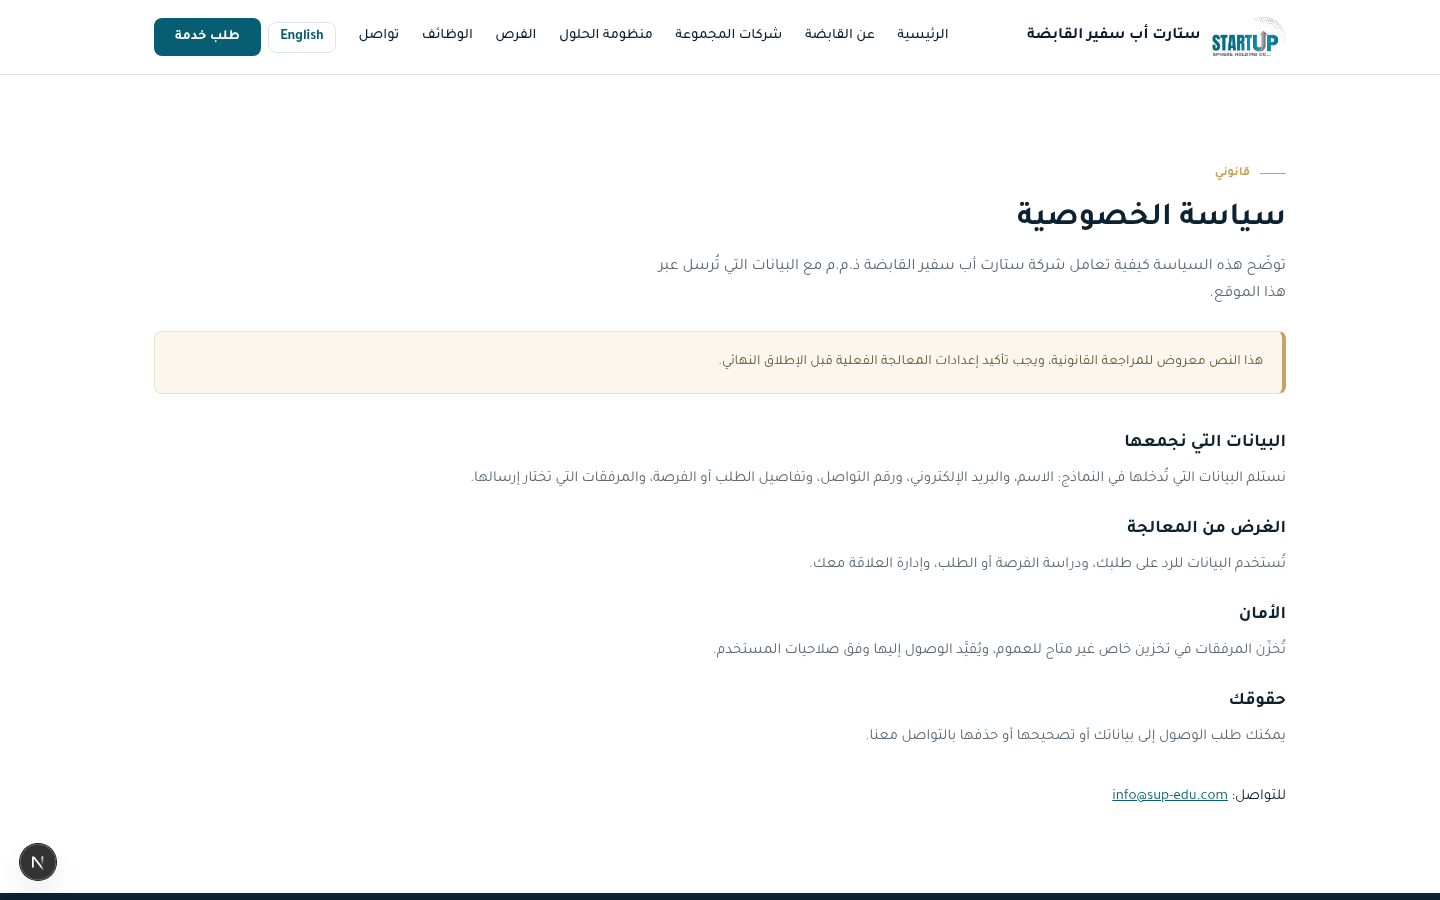 STARTUP
SPHERE HOLDING CO...
ستارت أب سفير القابضة
الرئيسية
عن القابضة
شركات المجموعة
منظومة الحلول
الفرص
الوظائف
تواصل
English
طلب خدمة
قانوني
سياسة الخصوصية
توضّح هذه السياسة كيفية تعامل شركة ستارت أب سفير القابضة ذ.م.م مع البيانات التي تُرسل عبر
هذا الموقع.
هذا النص معروض للمراجعة القانونية، ويجب تأكيد إعدادات المعالجة الفعلية قبل الإطلاق النهائي.
البيانات التي نجمعها
نستلم البيانات التي تُدخلها في النماذج: الاسم، والبريد الإلكتروني، ورقم التواصل، وتفاصيل الطلب أو الفرصة، والمرفقات التي تختار إرسالها.
الغرض من المعالجة
تُستخدم البيانات للرد على طلبك، ودراسة الفرصة أو الطلب، وإدارة العلاقة معك.
الأمان
تُخزّن المرفقات في تخزين خاص غير متاح للعموم، ويُقيَّد الوصول إليها وفق صلاحيات المستخدم.
حقوقك
يمكنك طلب الوصول إلى بياناتك أو تصحيحها أو حذفها بالتواصل معنا.
للتواصل: info@sup-edu.com
N